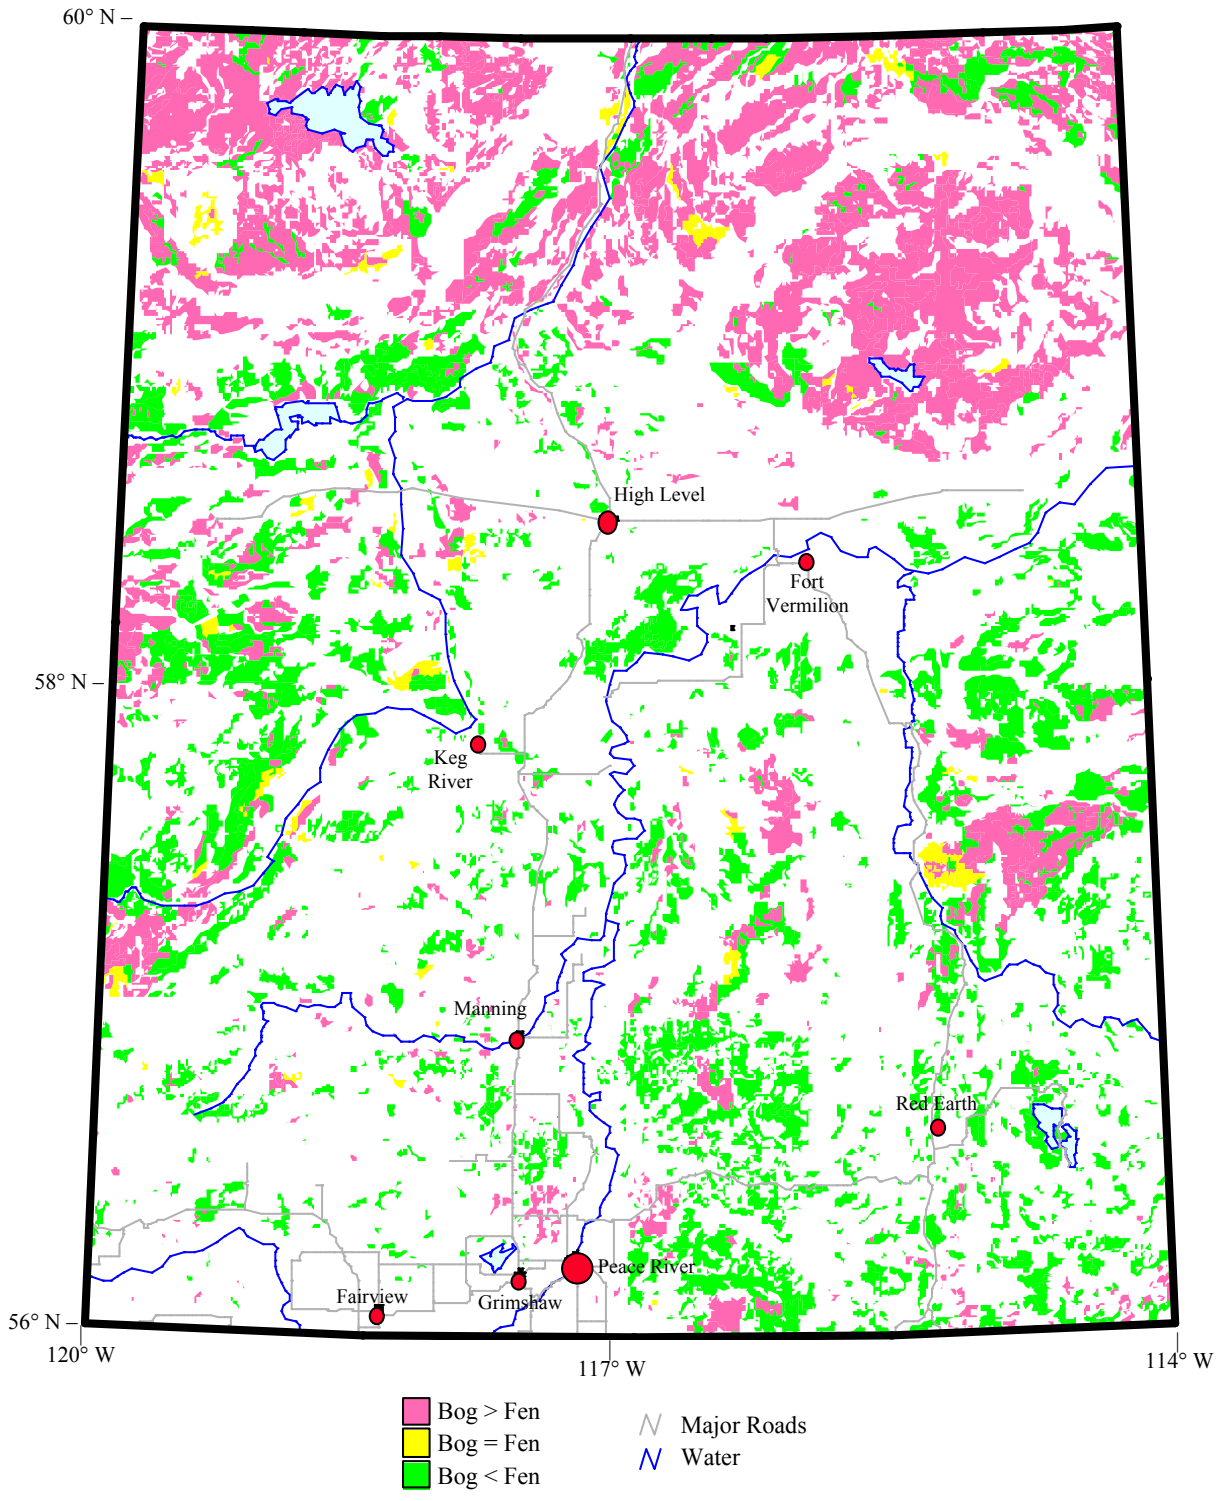 60° N
High Level
Fort
Vermilion
58° N
Keg
River
Manning
Red Earth
Peace River
Fairview
Grimshaw
56° N
120° W
117° W
114° W
Bog > Fen
Bog = Fen
Bog < Fen
Major Roads
Water